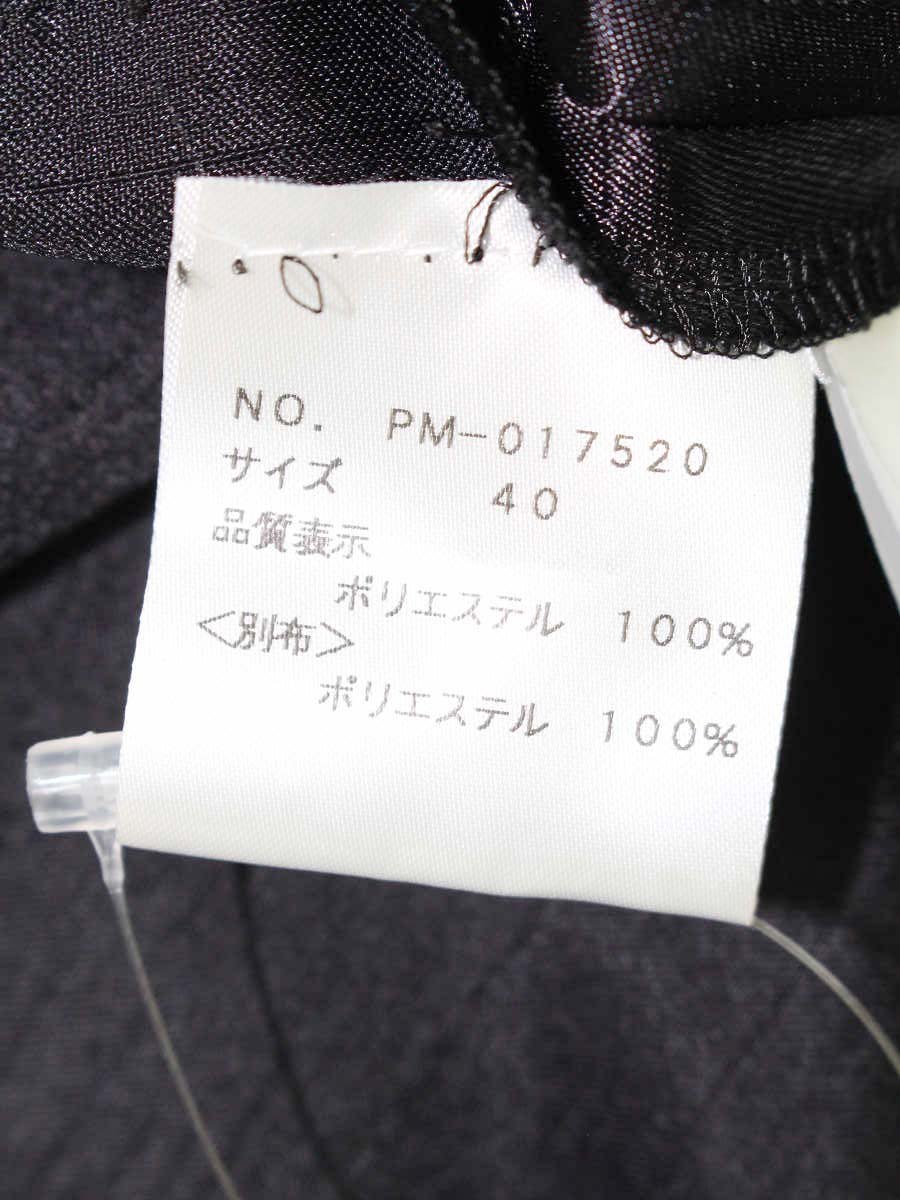 NO. PM-017520
サイズ 40
品質表示
ポリエステル 100%
<別布>
ポリエステル 100%